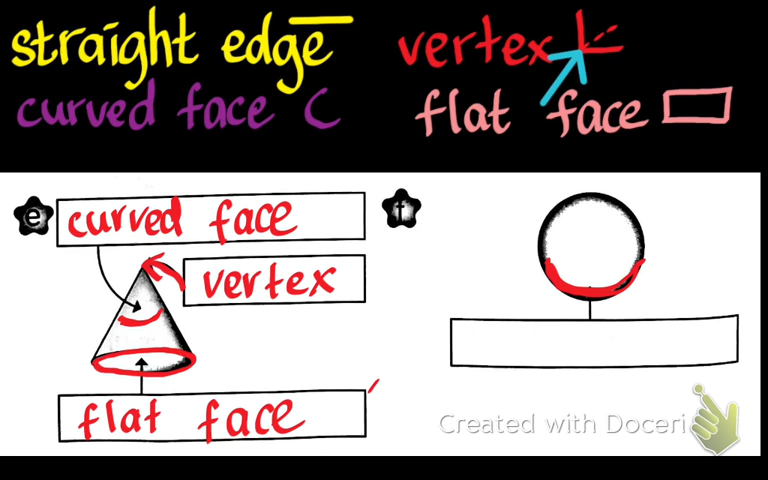 straight edge
vertex
curved face
flat face
e
curved face
vertex
flat face
f
Created with Doceri